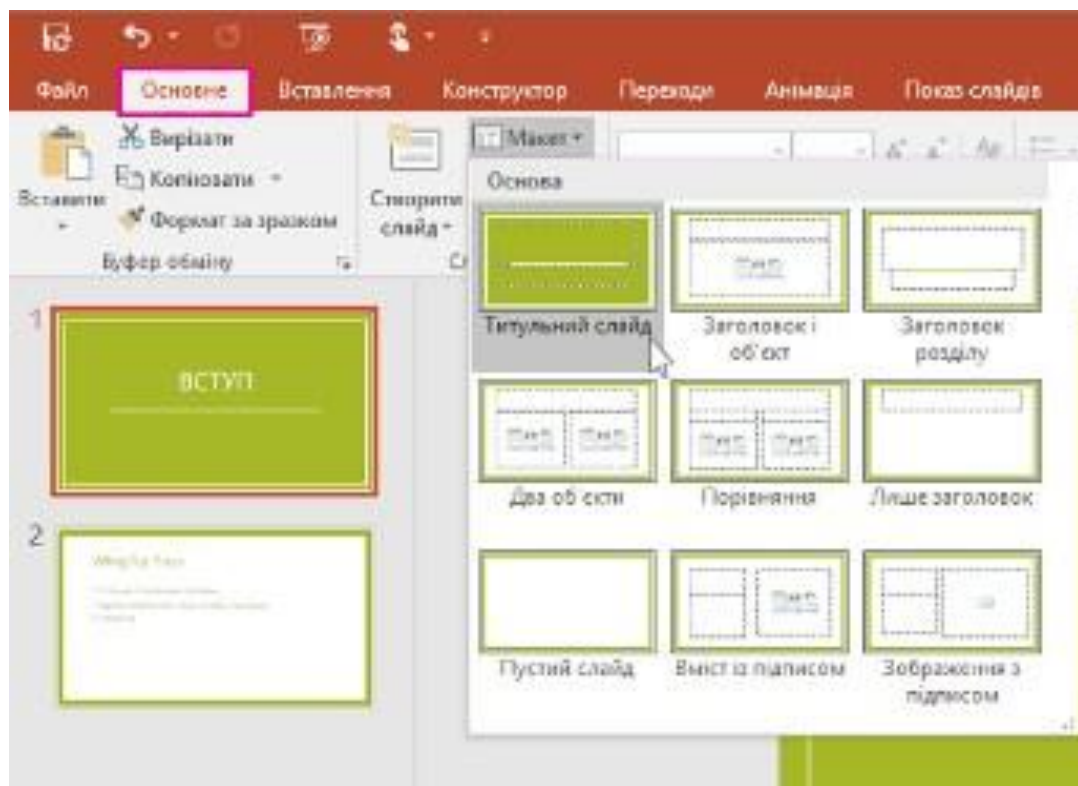 Файл Основне Вставлення Конструктор Переходи Анімація Показ слайдів
Вирізати
Копіювати
Формат за зразком
Вставити
Буфер обміну
Створити
слайд
Макет
Основа
Титульний слайд
Заголовок і
об'єкт
Заголовок
розділу
Два об'єкти
Порівняння
Лише заголовок
Пустий слайд
Вміст із підписом
Зображення з
підписом
1
ВСТУП
2